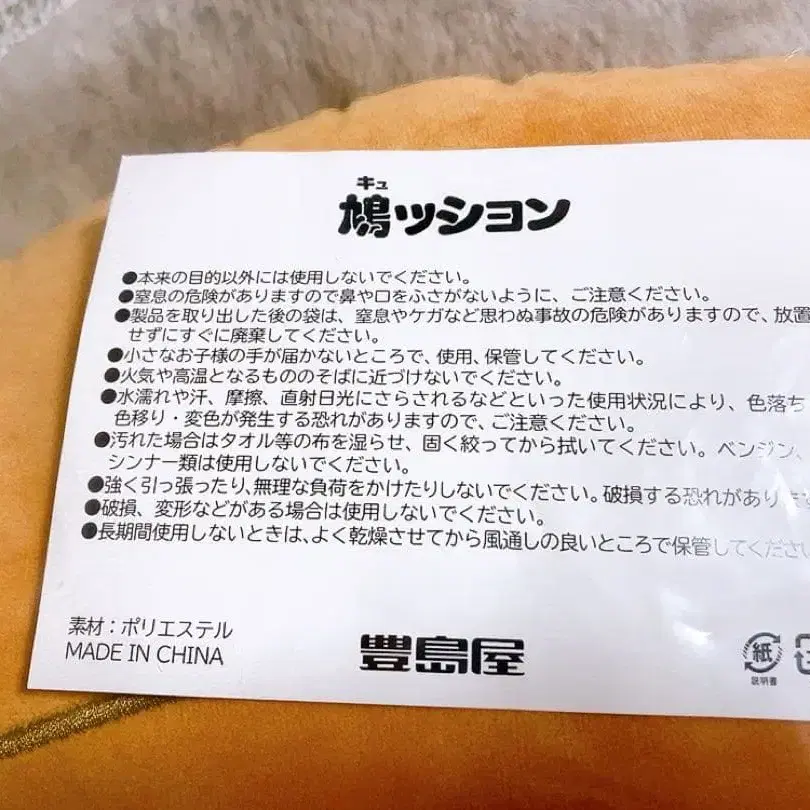 キュ
鳩ッション
●本来の目的以外には使用しないでください。
●窒息の危険がありますので鼻や口をふさがないように、ご注意ください。
●製品を取り出した後の袋は、窒息やケガなど思わぬ事故の危険がありますので、放置
せずにすぐに廃棄してください。
●小さなお子様の手が届かないところで、使用、保管してください。
●火気や高温となるもののそばに近づけないでください。
●水濡れや汗、摩擦、直射日光にさらされるなどといった使用状況により、色落ち
色移り・変色が発生する恐れがありますので、ご注意ください。
●汚れた場合はタオル等の布を湿らせ、固く絞ってから拭いてください。ベンジン、
シンナー類は使用しないでください。
●強く引っ張ったり、無理な負荷をかけたりしないでください。破損する恐れがあります
●破損、変形などがある場合は使用しないでください。
●長期間使用しないときは、よく乾燥させてから風通しの良いところで保管してください
素材:ポリエステル
MADE IN CHINA
豊島屋
紙
説明書